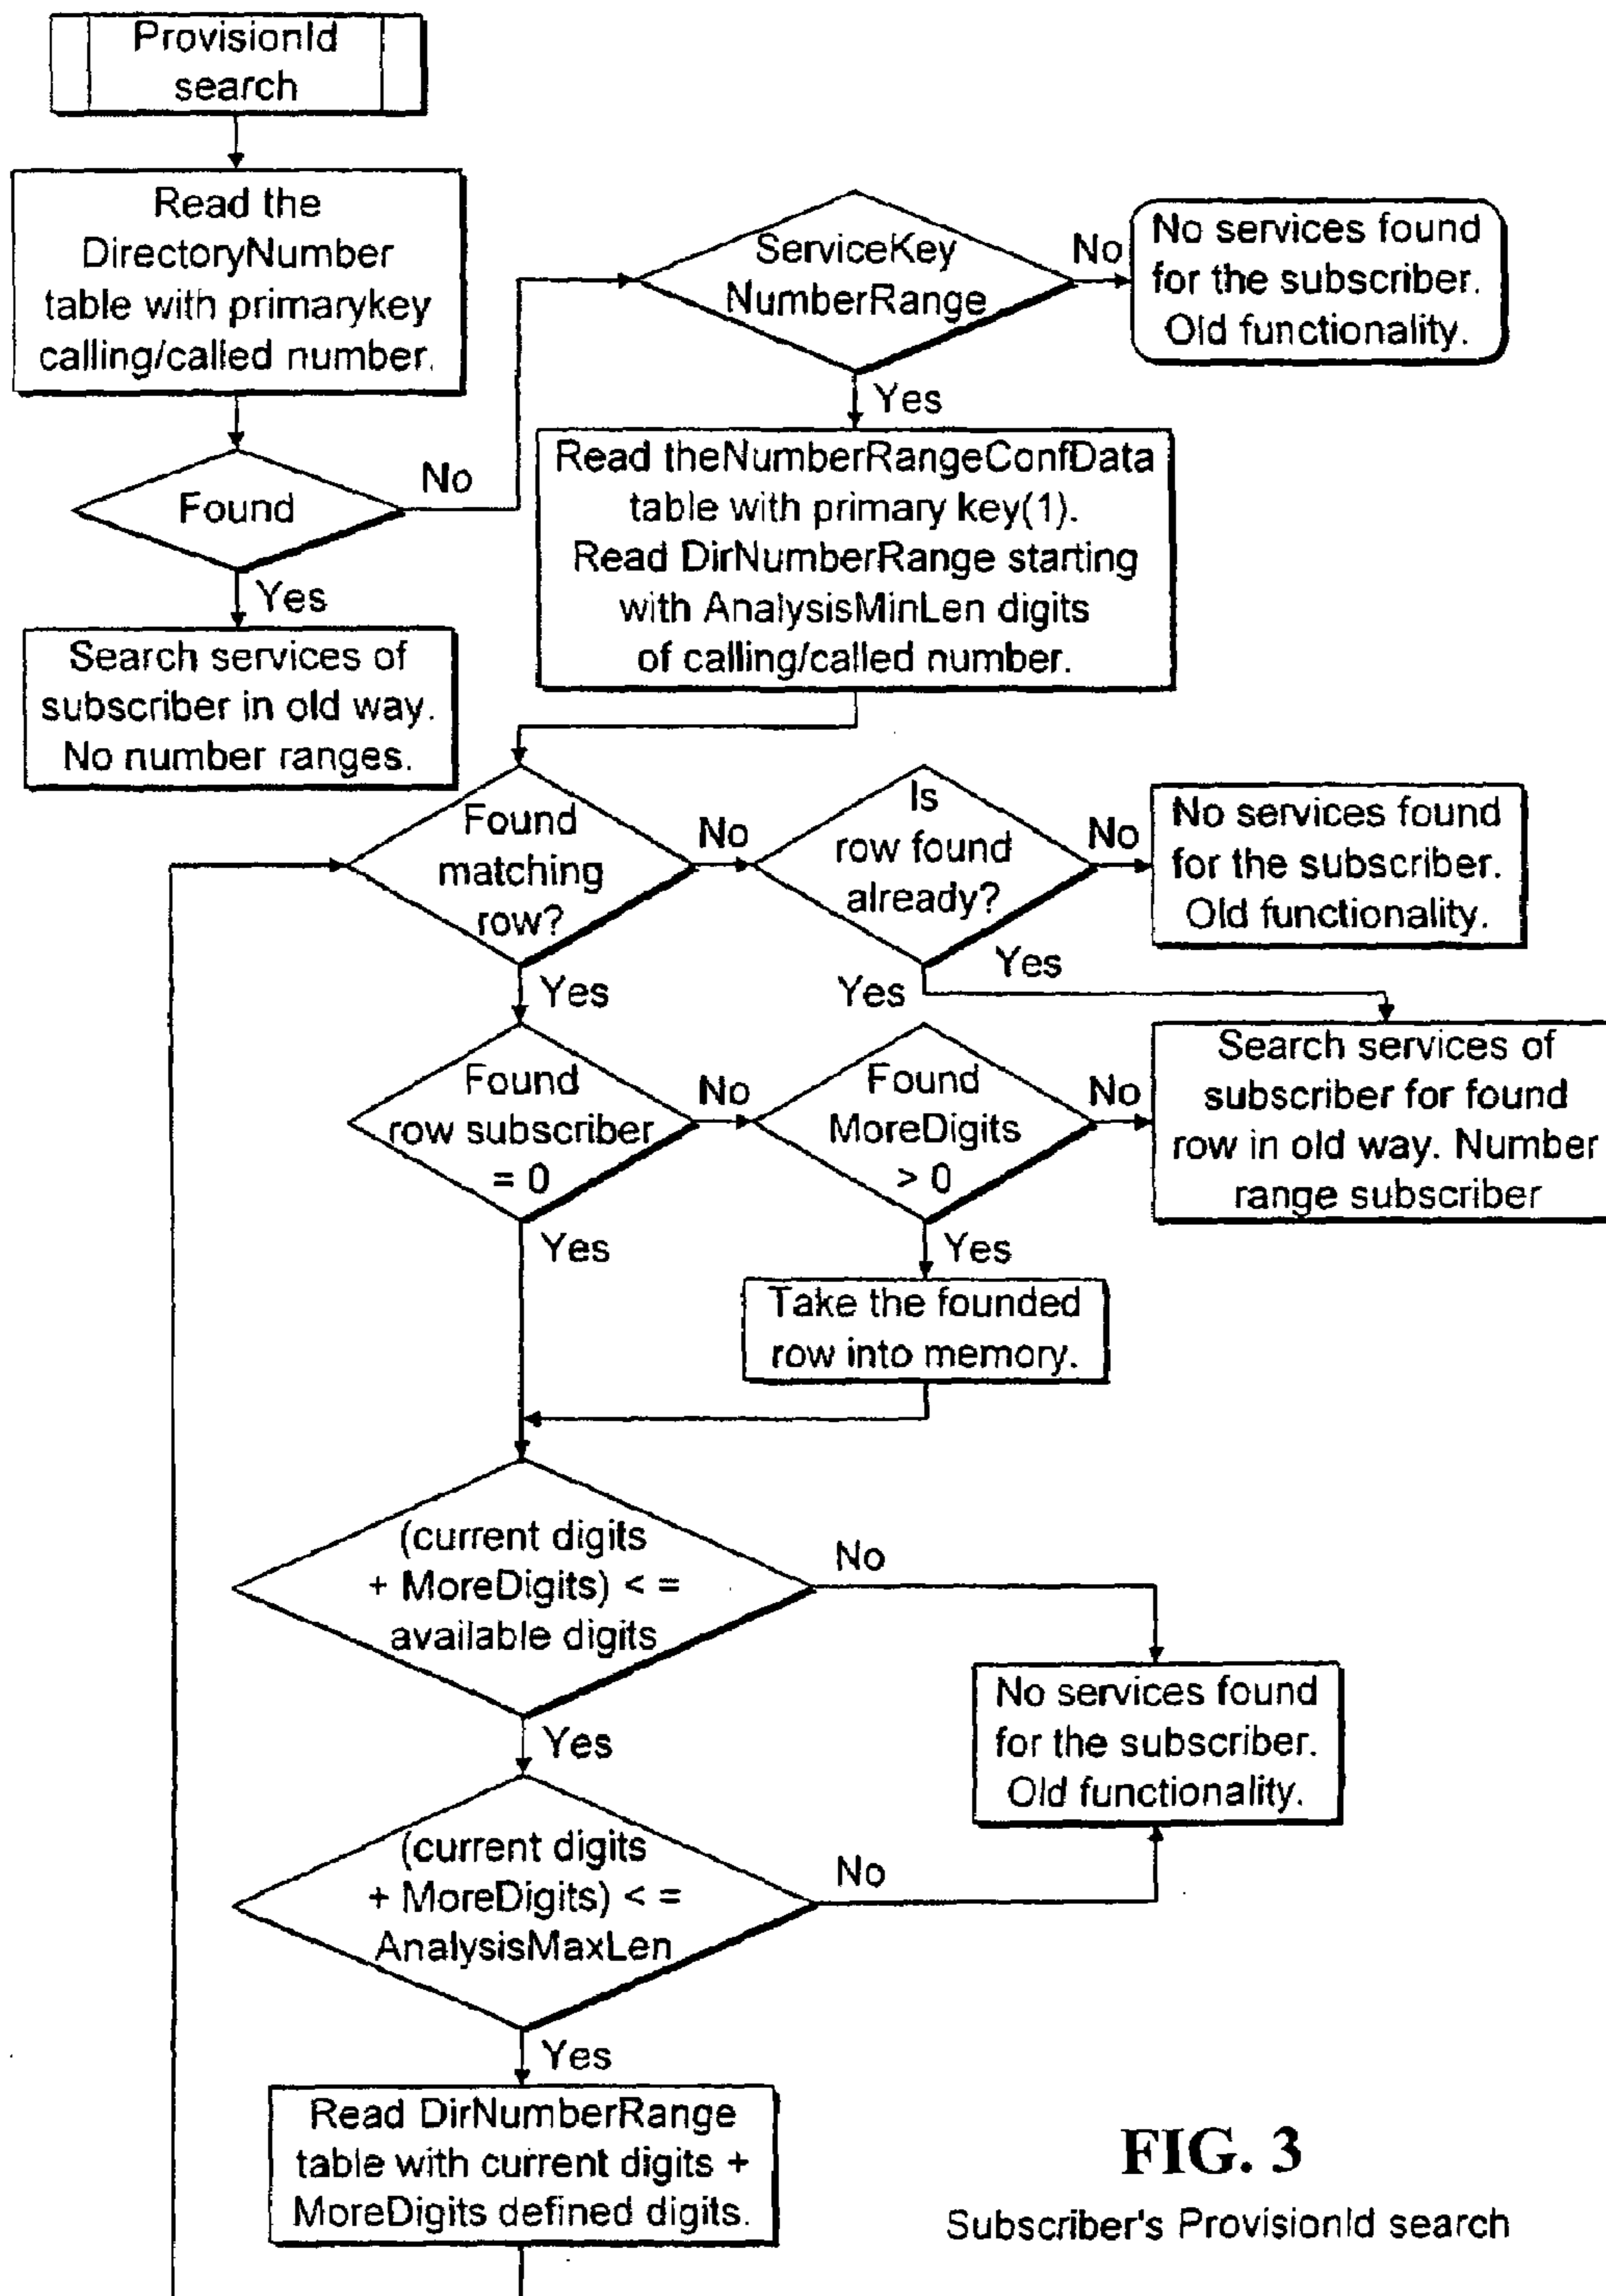 ProvisionId
search
Read the
DirectoryNumber
table with primarykey
calling/called number.
Found
No
Yes
Search services of
subscriber in old way.
No number ranges.
ServiceKey
NumberRange
No
No services found
for the subscriber.
Old functionality.
Yes
Read theNumberRangeConfData
table with primary key(1).
Read DirNumberRange starting
with AnalysisMinLen digits
of calling/called number.
Found
matching
row?
No
Is
row found
already?
No
No services found
for the subscriber.
Old functionality.
Yes
Yes
Yes
Found
row subscriber
= 0
No
Found
MoreDigits
> 0
No
Search services of
subscriber for found
row in old way. Number
range subscriber
Yes
Yes
Take the founded
row into memory.
(current digits
+ MoreDigits) < =
available digits
No
Yes
No services found
for the subscriber.
Old functionality.
(current digits
+ MoreDigits) < =
AnalysisMaxLen
No
Yes
Read DirNumberRange
table with current digits +
MoreDigits defined digits.
FIG. 3
Subscriber's ProvisionId search